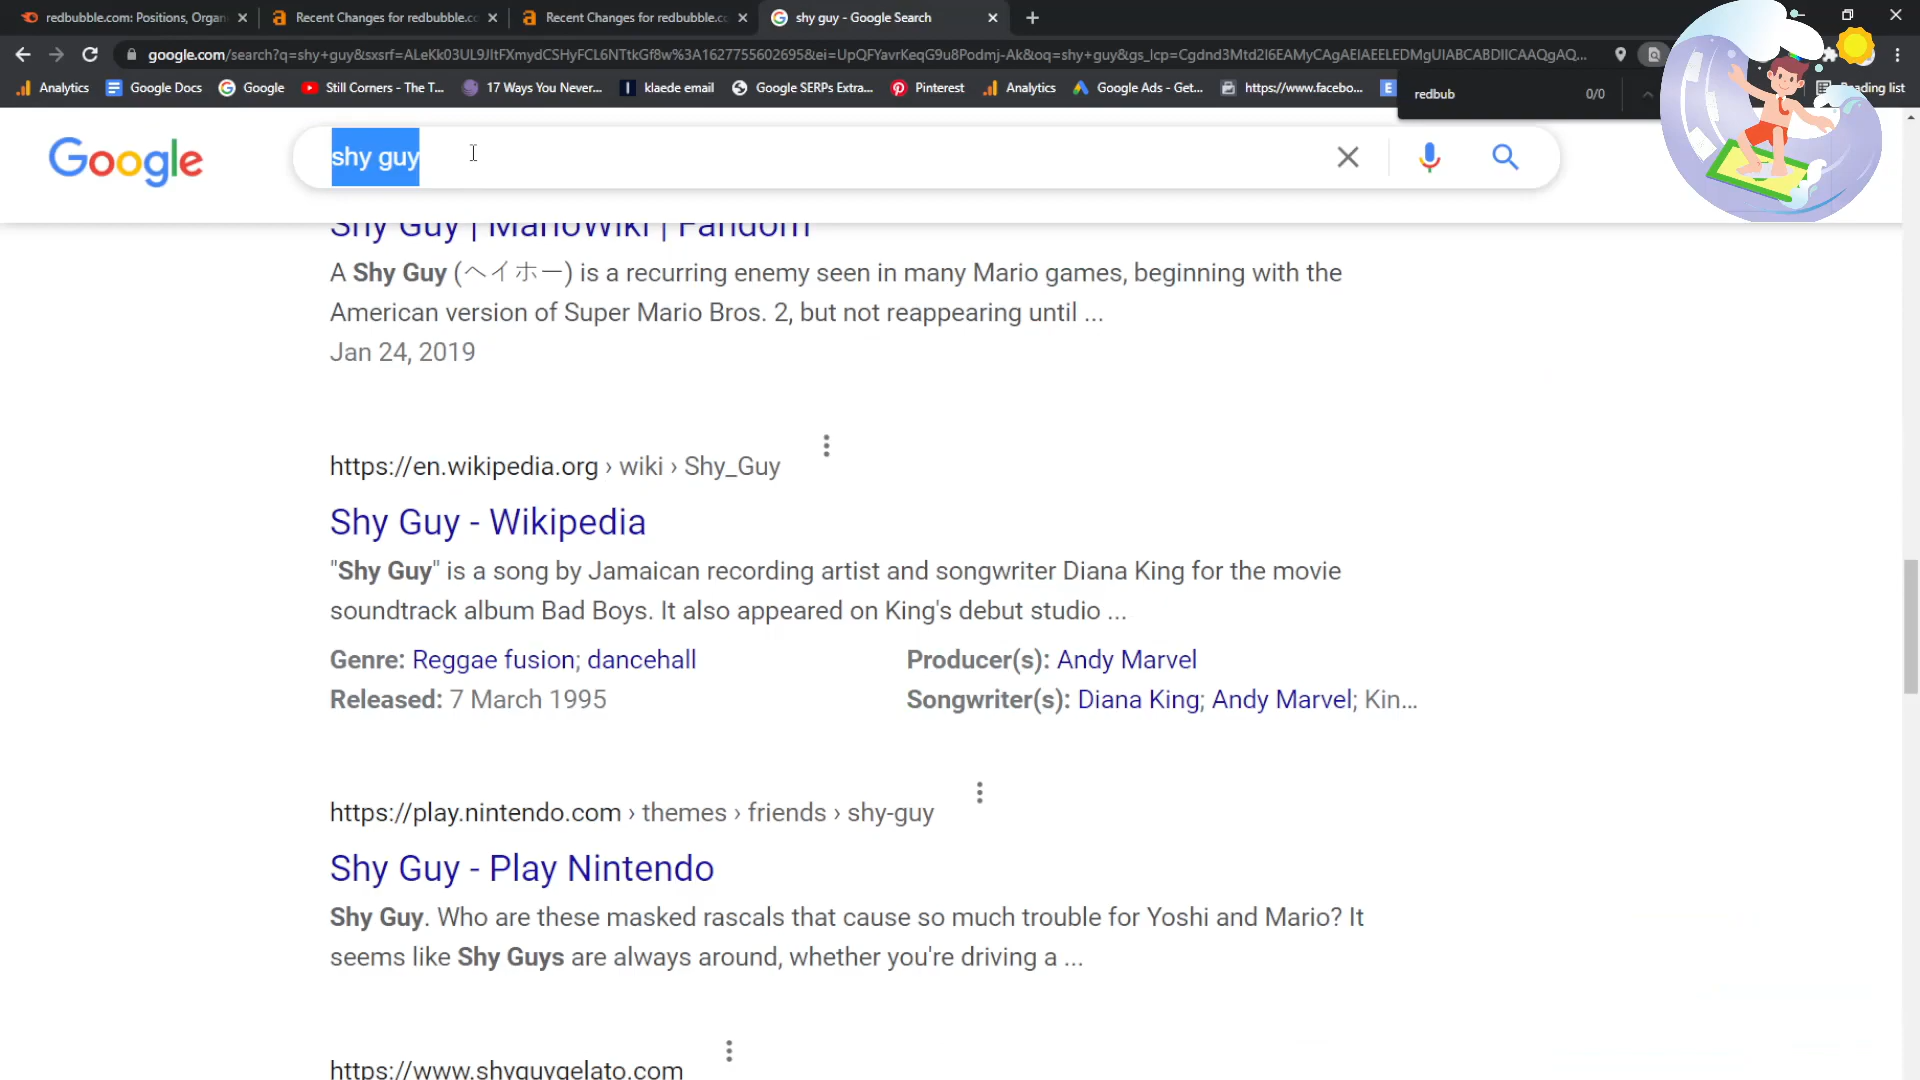 redbubble.com: Positions, Organ
Recent Changes for redbubble.co
Recent Changes for redbubble.co
shy guy - Google Search
google.com/search?q=shy+guy&sxsrf=ALeKk03UL9JItFXmydCSHyFCL6NTtkGf8w%3A1627755602695&ei=UpQFYavrKeqG9u8Podmj-Ak&oq=shy+guy&gs_lcp=Cgdnd3Mtd2l6EAMyCAgAEIAEELEDMgUIABCABDIICAAQgAQ...
Analytics
Google Docs
Google
Still Corners - The T...
17 Ways You Never...
klaede email
Google SERPs Extra...
Pinterest
Analytics
Google Ads - Get...
https://www.facebo...
E
ading list
redbub
0/0
Google
shy guy
Shy Guy | MarioWiki | Fandom
A Shy Guy (ヘイホー) is a recurring enemy seen in many Mario games, beginning with the
American version of Super Mario Bros. 2, but not reappearing until ...
Jan 24, 2019
https://en.wikipedia.org › wiki › Shy_Guy
Shy Guy - Wikipedia
"Shy Guy" is a song by Jamaican recording artist and songwriter Diana King for the movie
soundtrack album Bad Boys. It also appeared on King's debut studio ...
Genre: Reggae fusion; dancehall
Producer(s): Andy Marvel
Released: 7 March 1995
Songwriter(s): Diana King; Andy Marvel; Kin...
https://play.nintendo.com › themes › friends › shy-guy
Shy Guy - Play Nintendo
Shy Guy. Who are these masked rascals that cause so much trouble for Yoshi and Mario? It
seems like Shy Guys are always around, whether you're driving a ...
https://www.shyguygelato.com